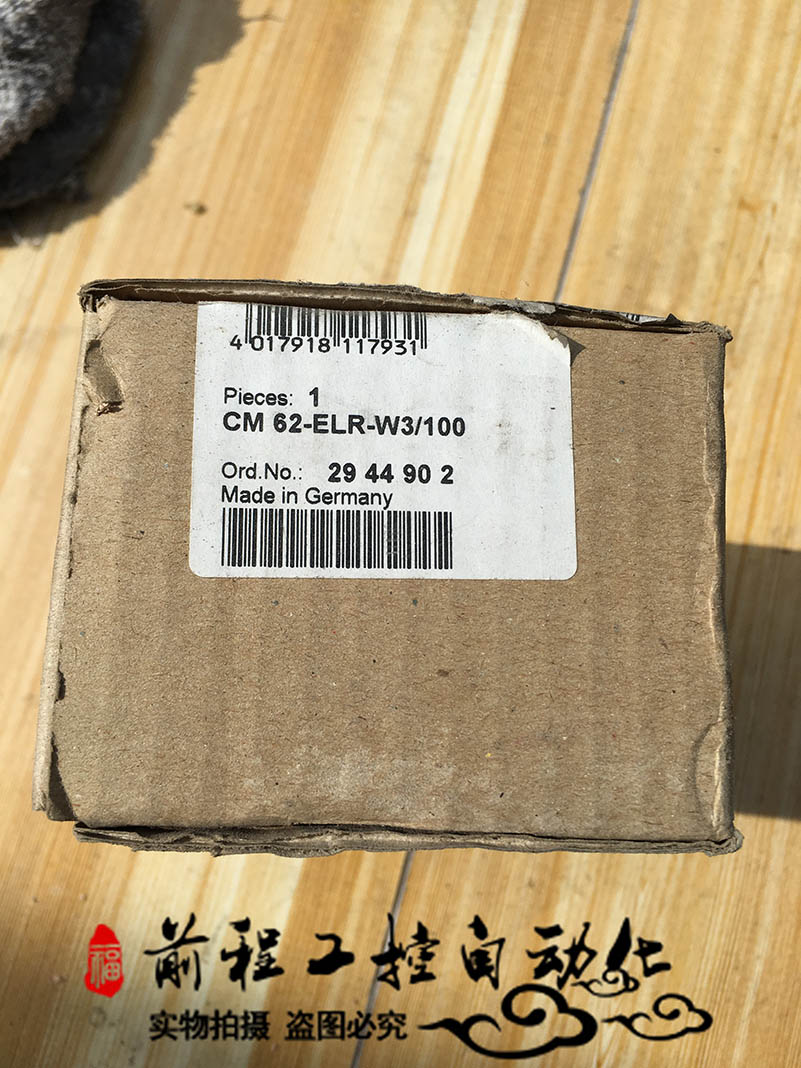 4 017918 117931
Pieces: 1
CM 62-ELR-W3/100
Ord.No.: 29 44 90 2
Made in Germany
福
前程工控自动化
实物拍摄 盗图必究